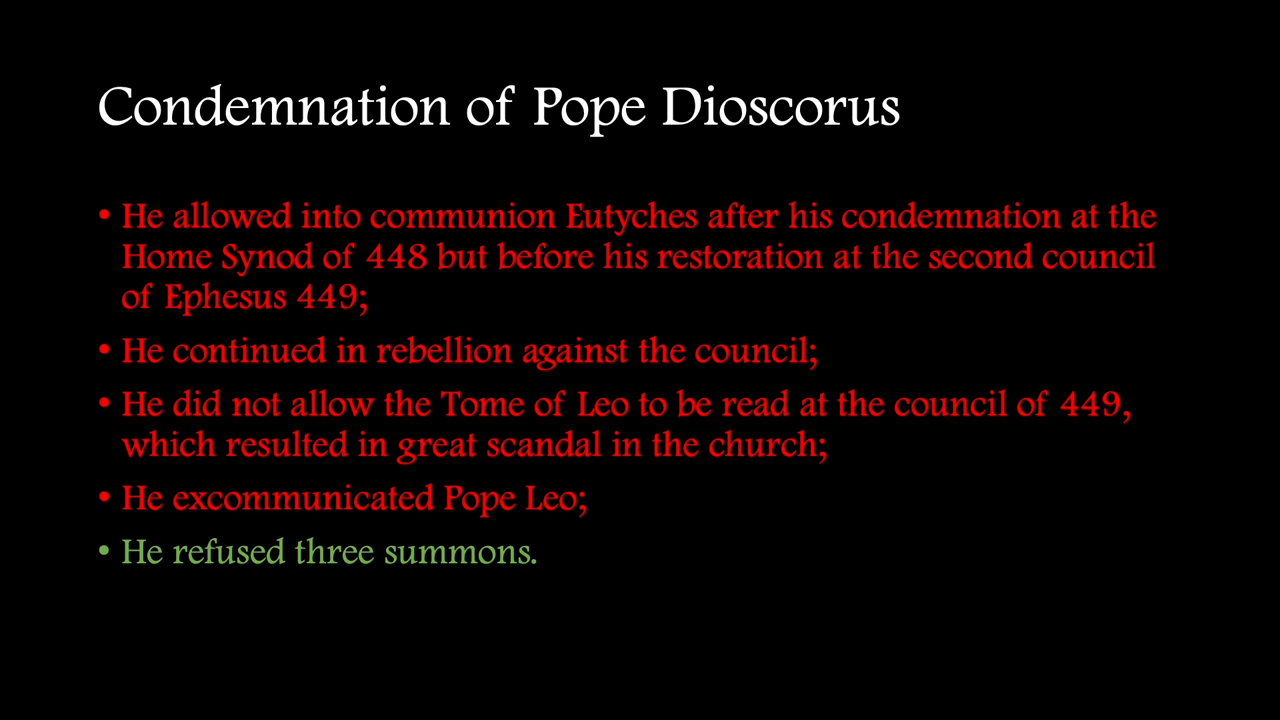 Condemnation of Pope Dioscorus
• He allowed into communion Eutyches after his condemnation at the
Home Synod of 448 but before his restoration at the second council
of Ephesus 449;
• He continued in rebellion against the council;
• He did not allow the Tome of Leo to be read at the council of 449,
which resulted in great scandal in the church;
• He excommunicated Pope Leo;
• He refused three summons.